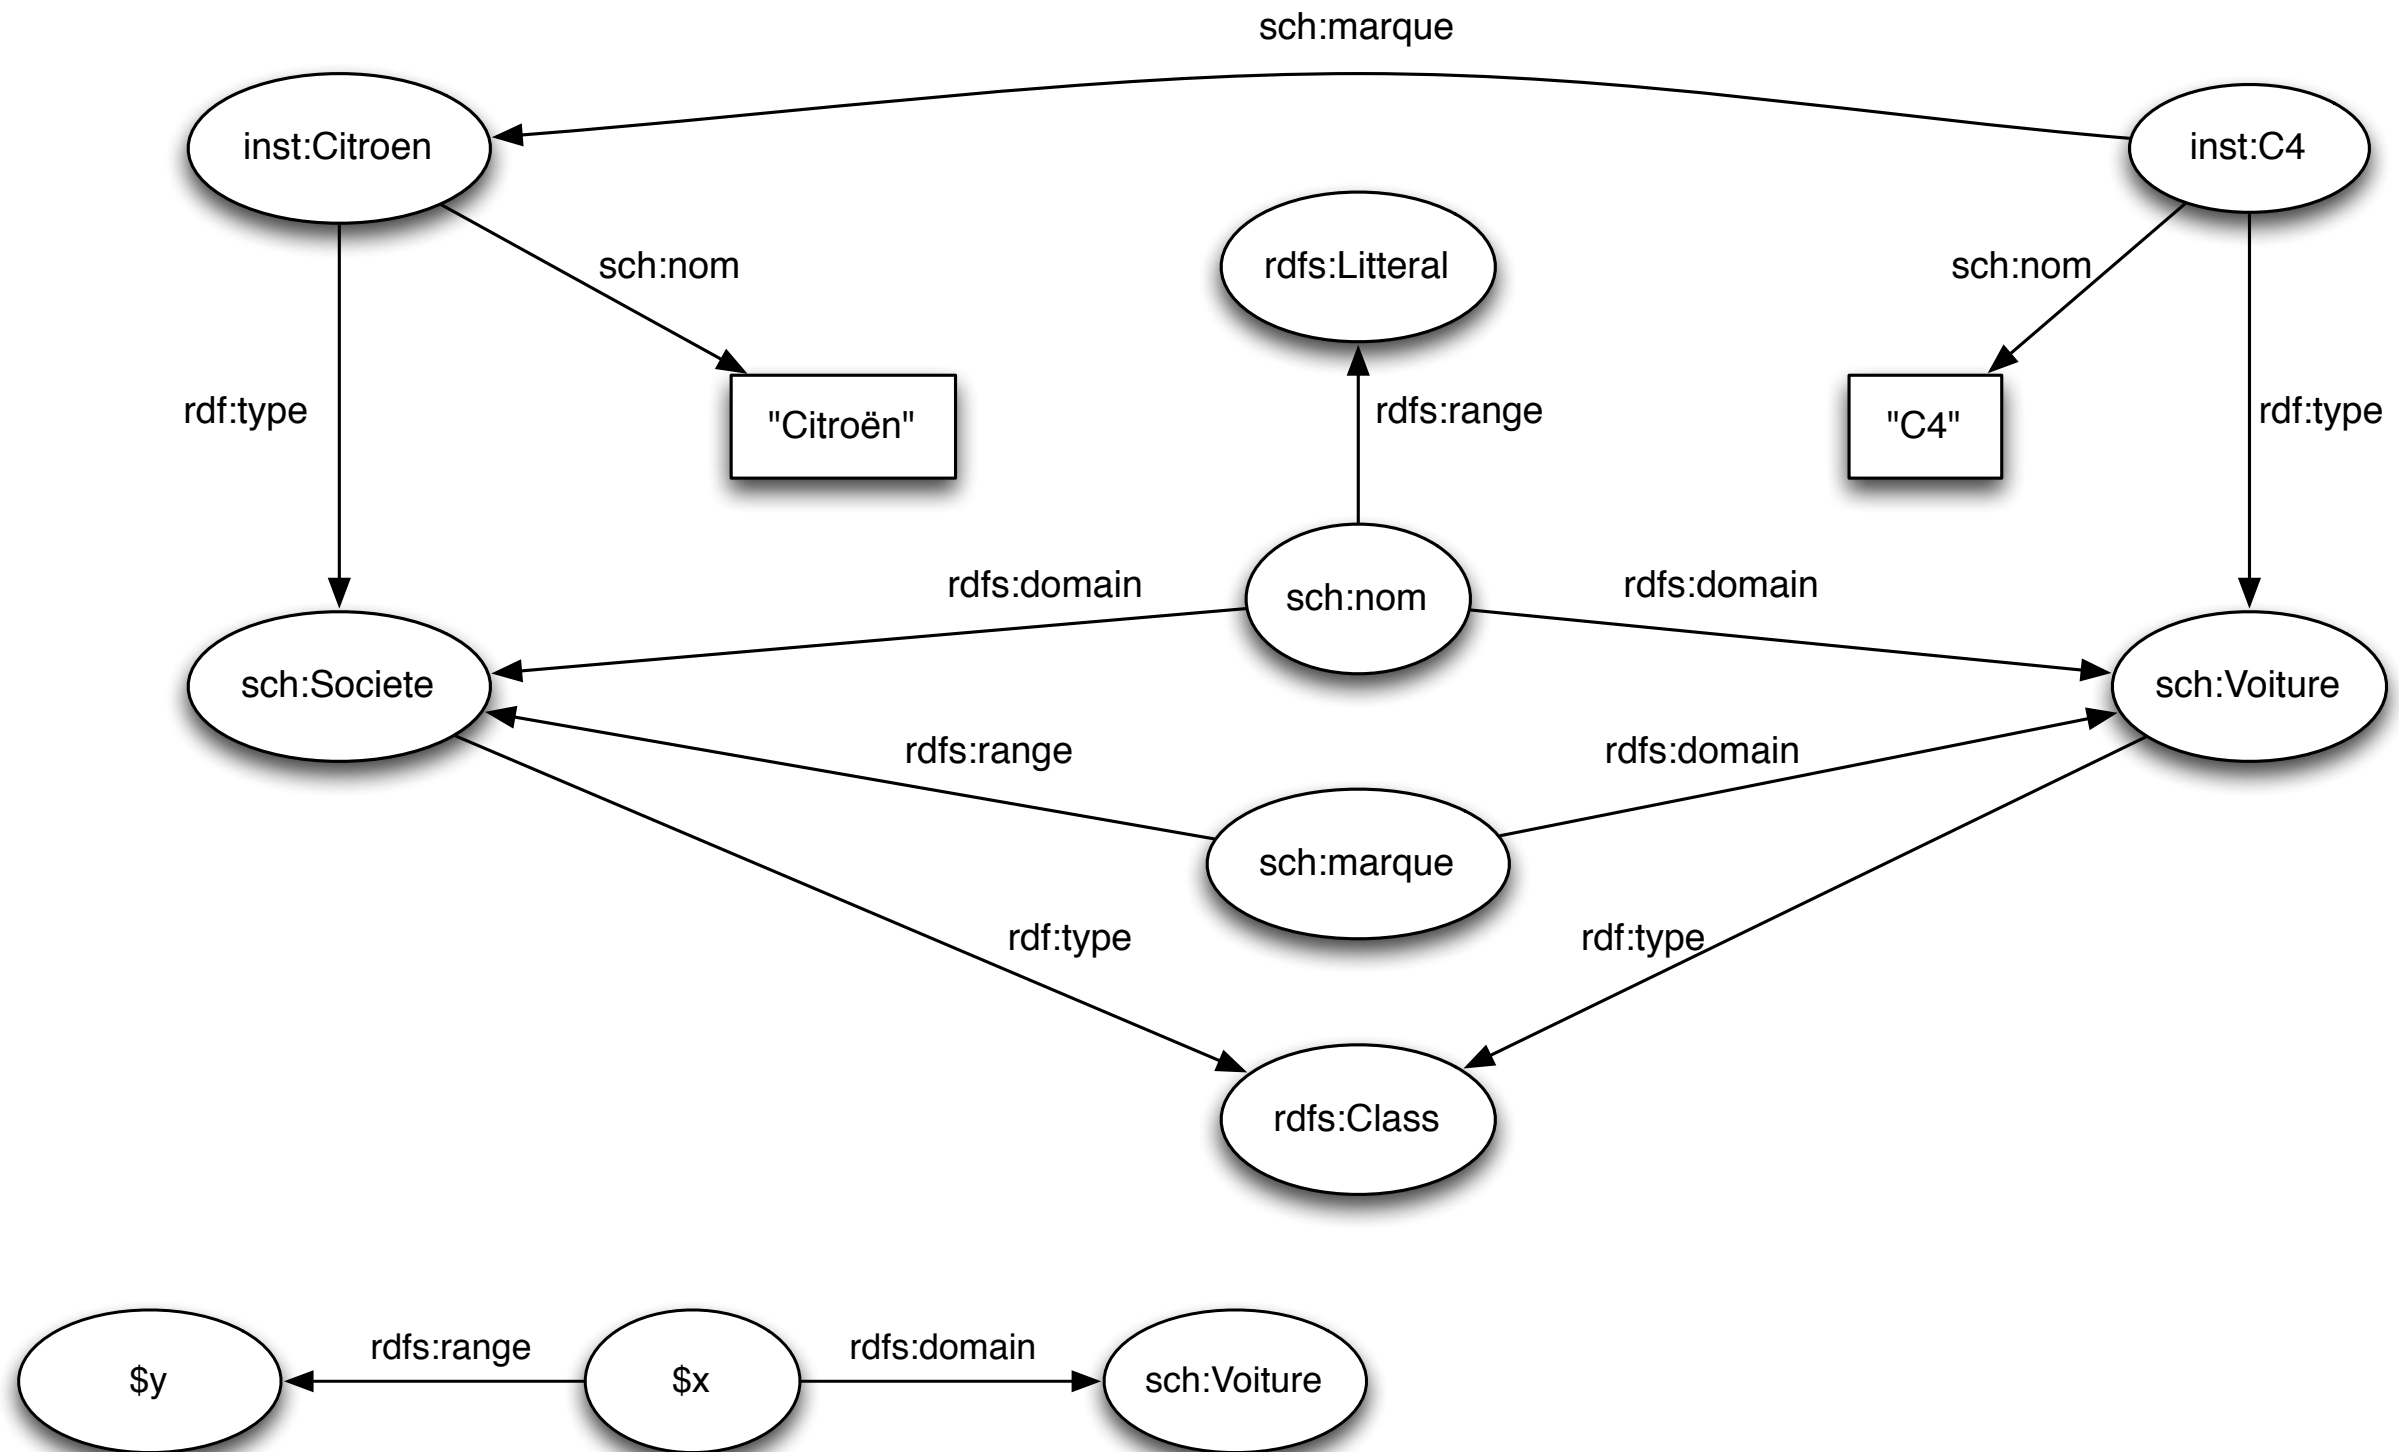 sch:marque
inst:Citroen
inst:C4
sch:nom
rdfs:Litteral
sch:nom
rdf:type
"Citroën"
rdfs:range
"C4"
rdf:type
rdfs:domain
sch:nom
rdfs:domain
sch:Societe
sch:Voiture
rdfs:range
rdfs:domain
sch:marque
rdf:type
rdf:type
rdfs:Class
$y
rdfs:range
$x
rdfs:domain
sch:Voiture